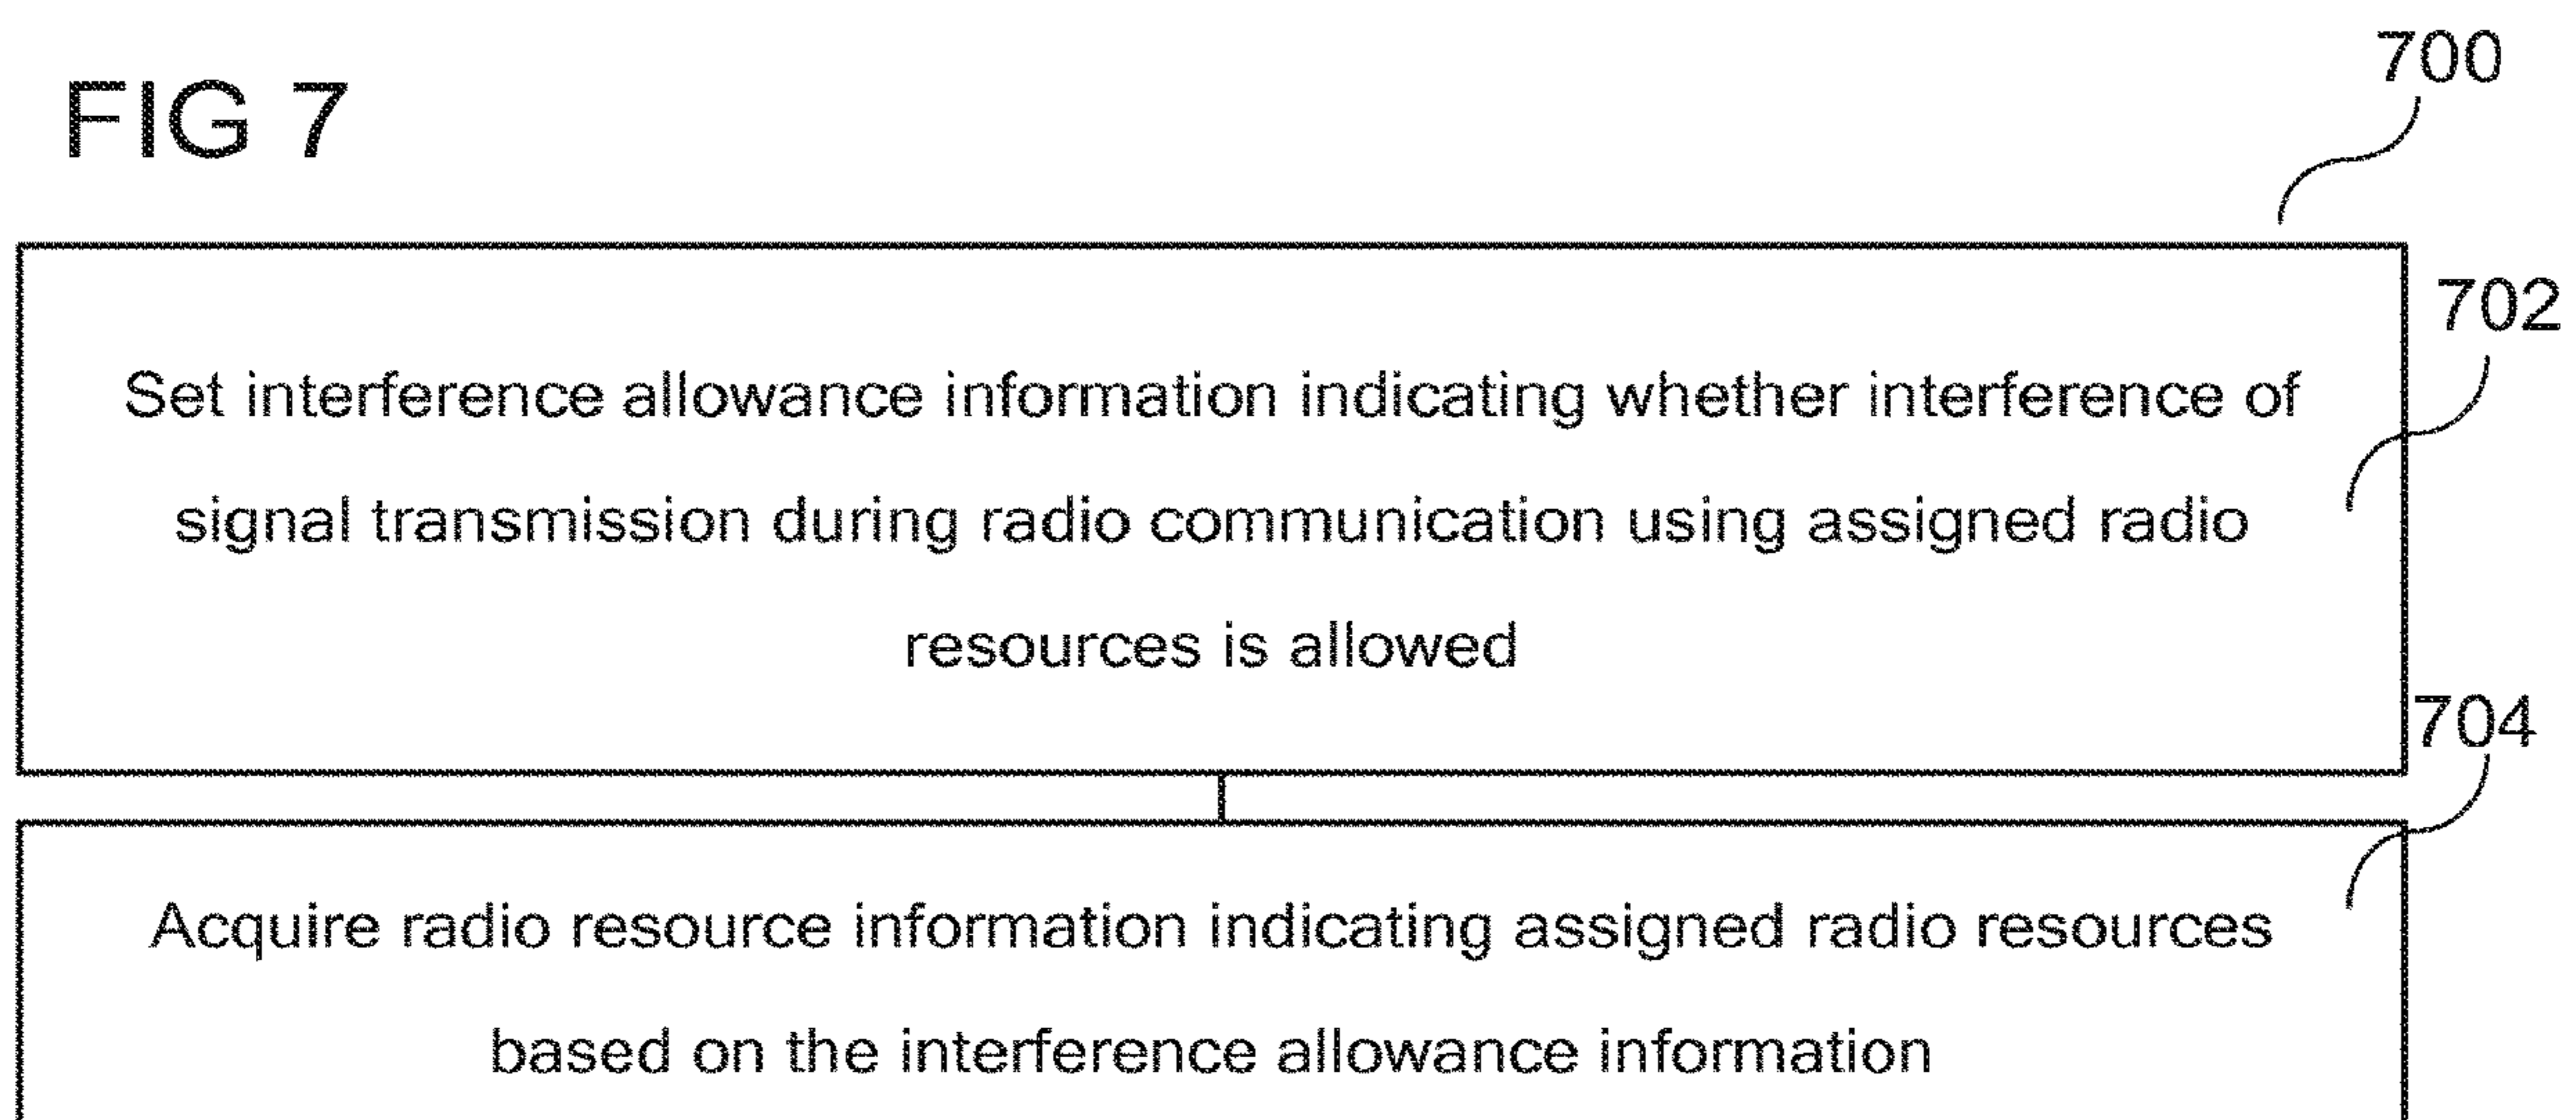 700
FIG 7
702
Set interference allowance information indicating whether interference of
signal transmission during radio communication using assigned radio
resources is allowed
704
Acquire radio resource information indicating assigned radio resources
based on the interference allowance information